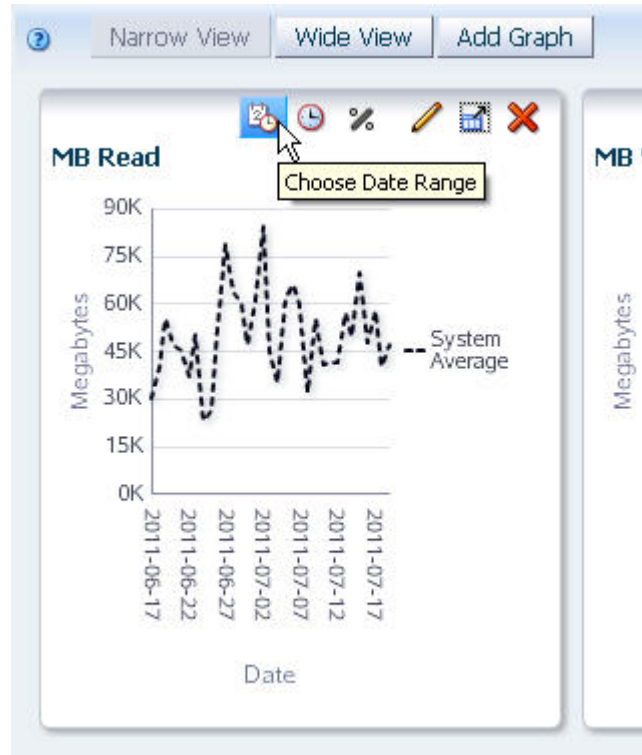 Narrow View
Wide View
Add Graph
MB Read
Choose Date Range
MB
90K
75K
60K
45K
30K
15K
0K
Megabytes
System
Average
2011-06-17
2011-06-22
2011-06-27
2011-07-02
2011-07-07
2011-07-12
2011-07-17
Date
Megabytes